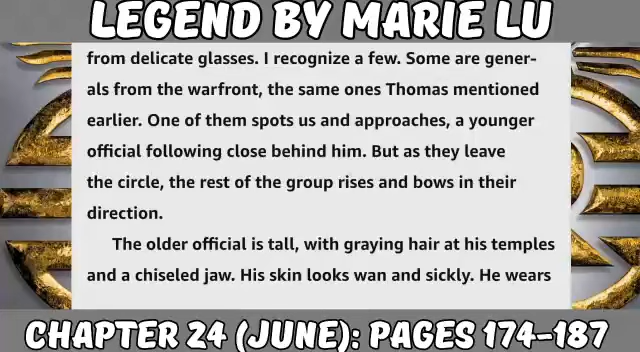 LEGEND BY MARIE LU
from delicate glasses. I recognize a few. Some are gener-
als from the warfront, the same ones Thomas mentioned
earlier. One of them spots us and approaches, a younger
official following close behind him. But as they leave
the circle, the rest of the group rises and bows in their
direction.
The older official is tall, with graying hair at his temples
and a chiseled jaw. His skin looks wan and sickly. He wears
CHAPTER 24 (JUNE): PAGES 174-187